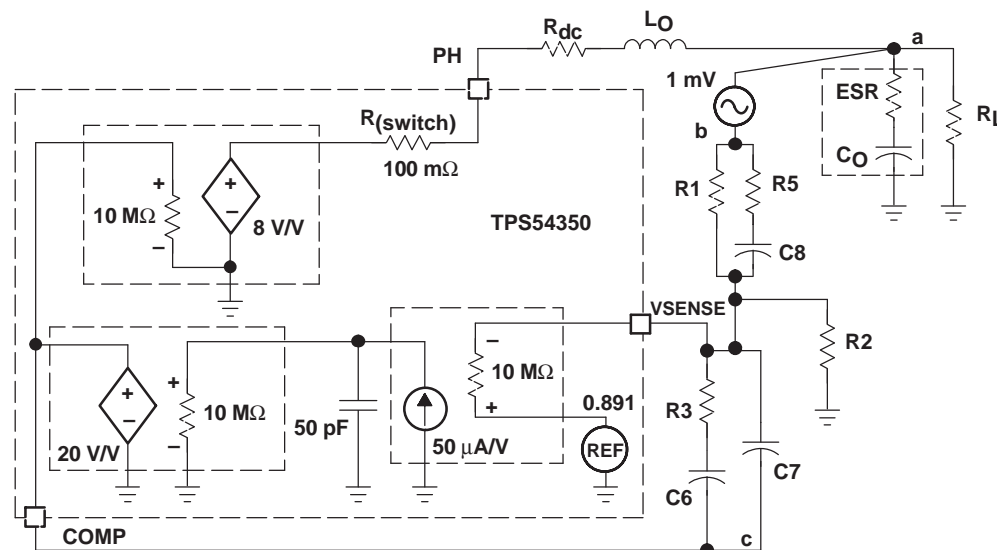 Rdc
LO
a
PH
1 mV
ESR
R(switch)
RL
b
CO
100 mΩ
R1
R5
+
+
10 MΩ
TPS54350
−
−
8 V/V
C8
VSENSE
−
R2
+
+
10 MΩ
10 MΩ
0.891
R3
−
+
−
50 pF
20 V/V
50 μA/V
REF
C7
C6
COMP
c